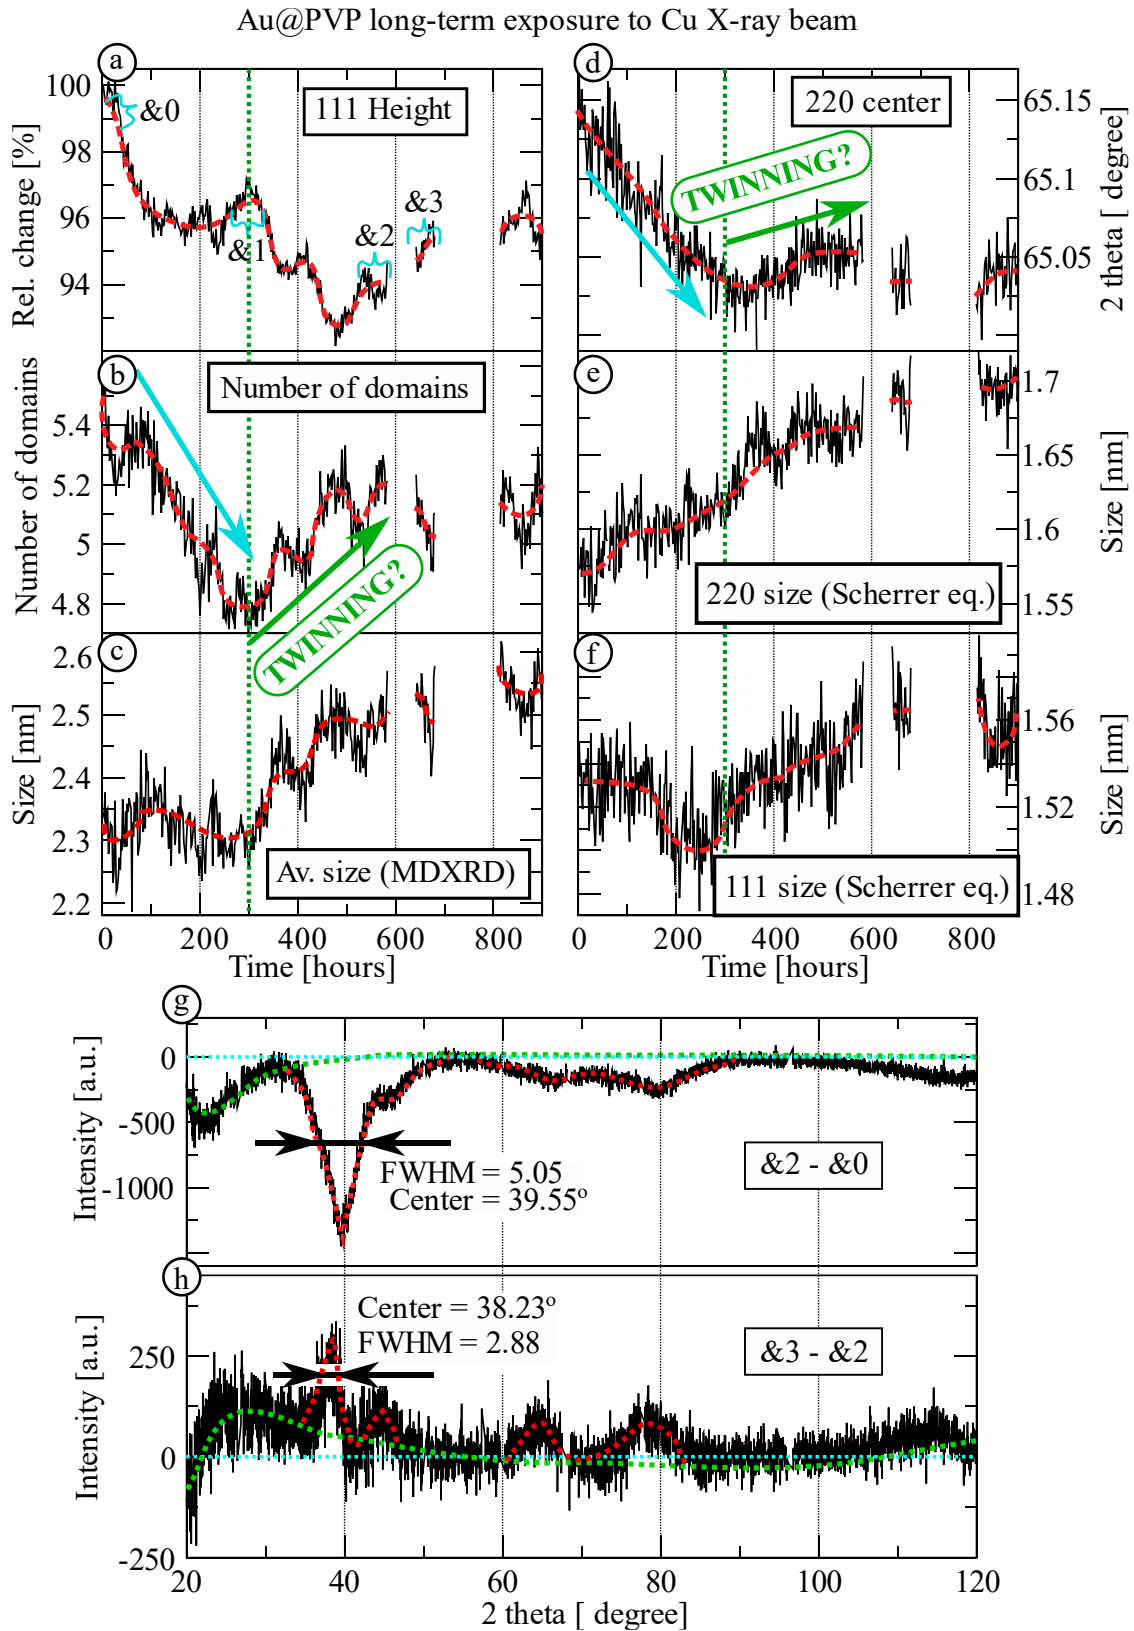 Au@PVP long-term exposure to Cu X-ray beam
a
111 Height
&0
&1
&2
&3
100
98
96
94
Rel. change [%]
b
Number of domains
5.4
5.2
5
4.8
Number of domains
TWINNING?
c
Av. size (MDXRD)
2.6
2.5
2.4
2.3
2.2
Size [nm]
0 200 400 600 800
Time [hours]
d
220 center
TWINNING?
65.15
65.1
65.05
2 theta [ degree]
e
220 size (Scherrer eq.)
1.7
1.65
1.6
1.55
Size [nm]
f
111 size (Scherrer eq.)
1.56
1.52
1.48
Size [nm]
0 200 400 600 800
Time [hours]
g
0
-500
-1000
Intensity [a.u.]
FWHM = 5.05
Center = 39.55º
&2 - &0
h
Center = 38.23º
FWHM = 2.88
&3 - &2
250
0
-250
Intensity [a.u.]
20 40 60 80 100 120
2 theta [ degree]